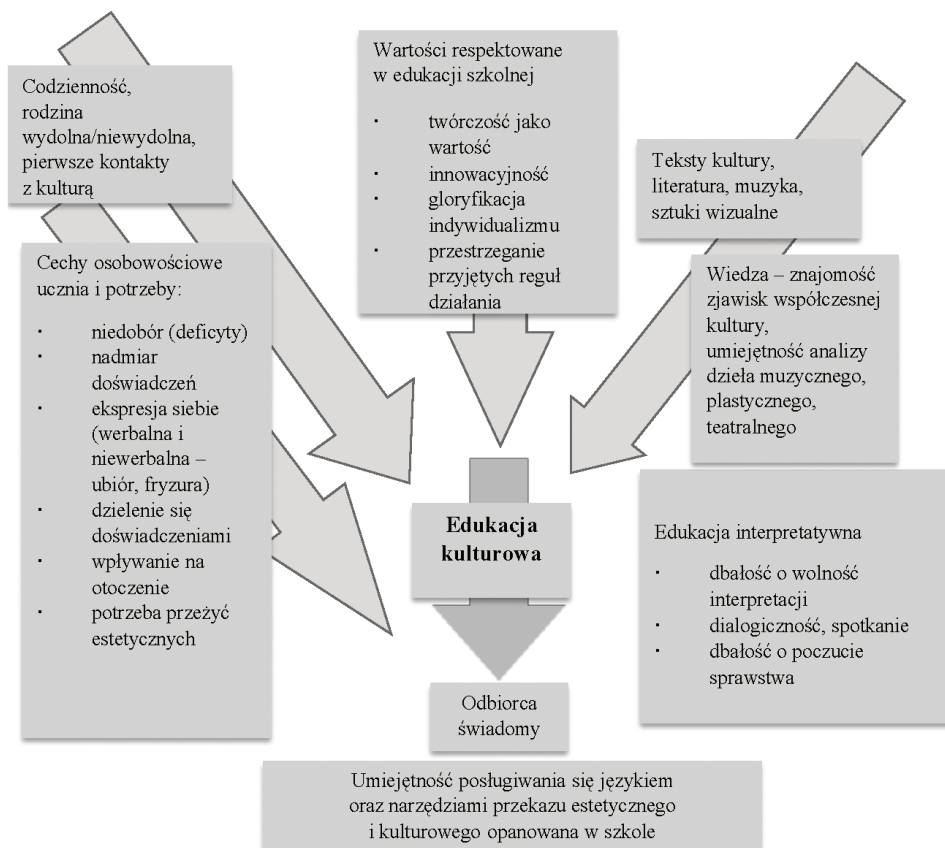 Codzienność,
rodzina
wydolna/niewydolna,
pierwsze kontakty
z kulturą
Cechy osobowościowe
ucznia i potrzeby:
· niedobór (deficyty)
· nadmiar
doświadczeń
· ekspresja siebie
(werbalna i
niewerbalna –
ubiór, fryzura)
· dzielenie się
doświadczeniami
· wpływanie na
otoczenie
· potrzeba przeżyć
estetycznych
Wartości respektowane
w edukacji szkolnej
· twórczość jako
wartość
· innowacyjność
· gloryfikacja
indywidualizmu
· przestrzeganie
przyjętych reguł
działania
Teksty kultury,
literatura, muzyka,
sztuki wizualne
Wiedza – znajomość
zjawisk współczesnej
kultury,
umiejętność analizy
dzieła muzycznego,
plastycznego,
teatralnego
Edukacja interpretatywna
· dbałość o wolność
interpretacji
· dialogiczność, spotkanie
· dbałość o poczucie
sprawstwa
Edukacja
kulturowa
Odbiorca
świadomy
Umiejętność posługiwania się językiem
oraz narzędziami przekazu estetycznego
i kulturowego opanowana w szkole